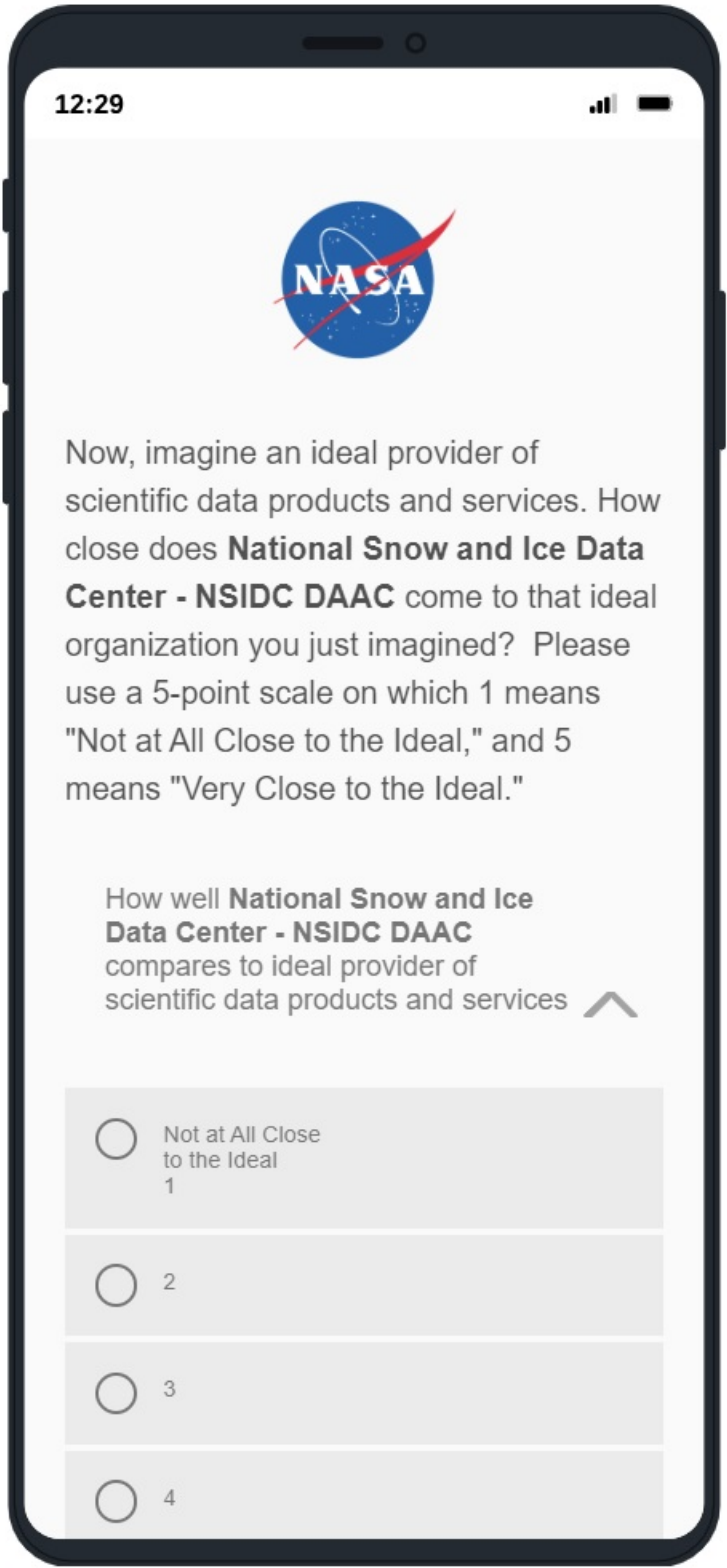 12:29
NASA
Now, imagine an ideal provider of
scientific data products and services. How
close does National Snow and Ice Data
Center - NSIDC DAAC come to that ideal
organization you just imagined?  Please
use a 5-point scale on which 1 means
"Not at All Close to the Ideal," and 5
means "Very Close to the Ideal."
How well National Snow and Ice
Data Center - NSIDC DAAC
compares to ideal provider of
scientific data products and services
Not at All Close
to the Ideal
1
2
3
4